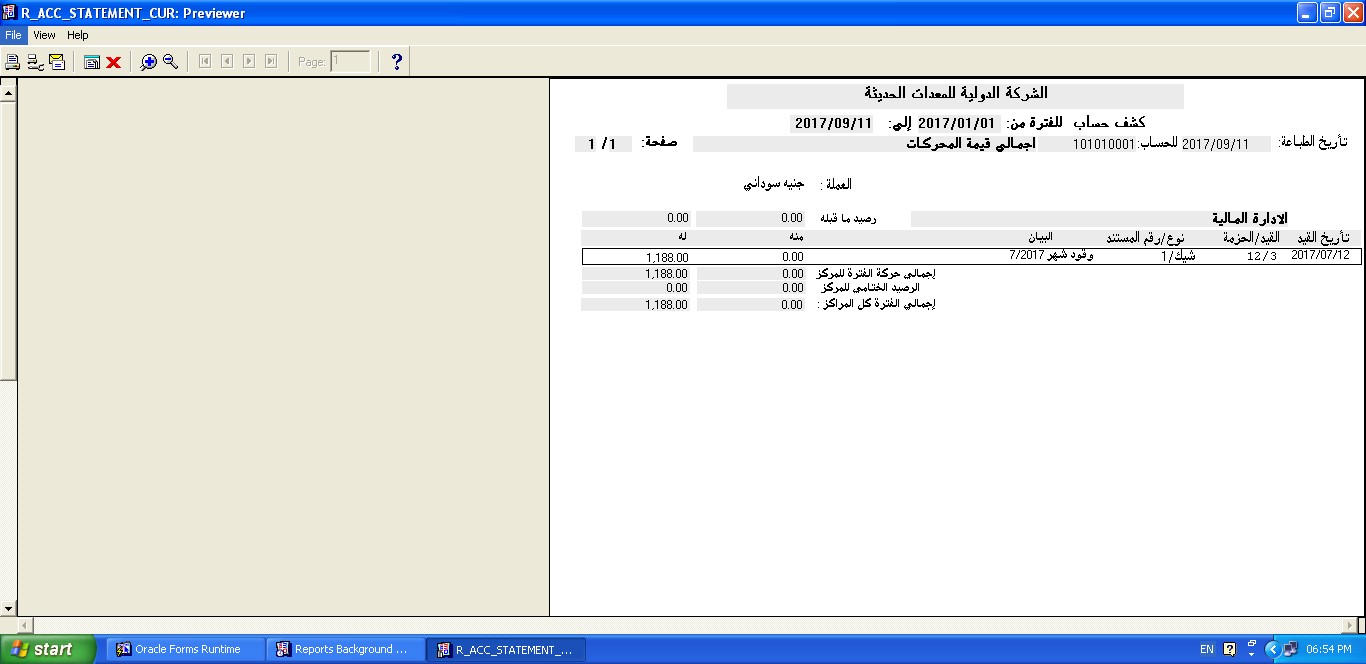 R_ACC_STATEMENT_CUR: Previewer
File View Help
Page: 1
الشركة الدولية للمعدات الحديثة
كشف حساب للفترة من: 2017/01/01 إلى: 2017/09/11
تأريخ الطباعة: 2017/09/11 للحساب: 101010001 اجمالي قيمة المحركات صفحة: 1 /1
العملة : جنيه سوداني
الادارة المالية رصيد ما قبله 0.00 0.00
تأريخ القيد القيد/الحزمة نوع/رقم المستند البيان منه له
2017/07/12 12/3 شيك/1 وقود شهر 7/2017 0.00 1,188.00
إجمالي حركة الفترة للمركز 0.00 1,188.00
الرصيد الختامي للمركز 0.00 0.00
إجمالي الفترة كل المراكز : 0.00 1,188.00
start Oracle Forms Runtime Reports Background ... R_ACC_STATEMENT_... EN 06:54 PM